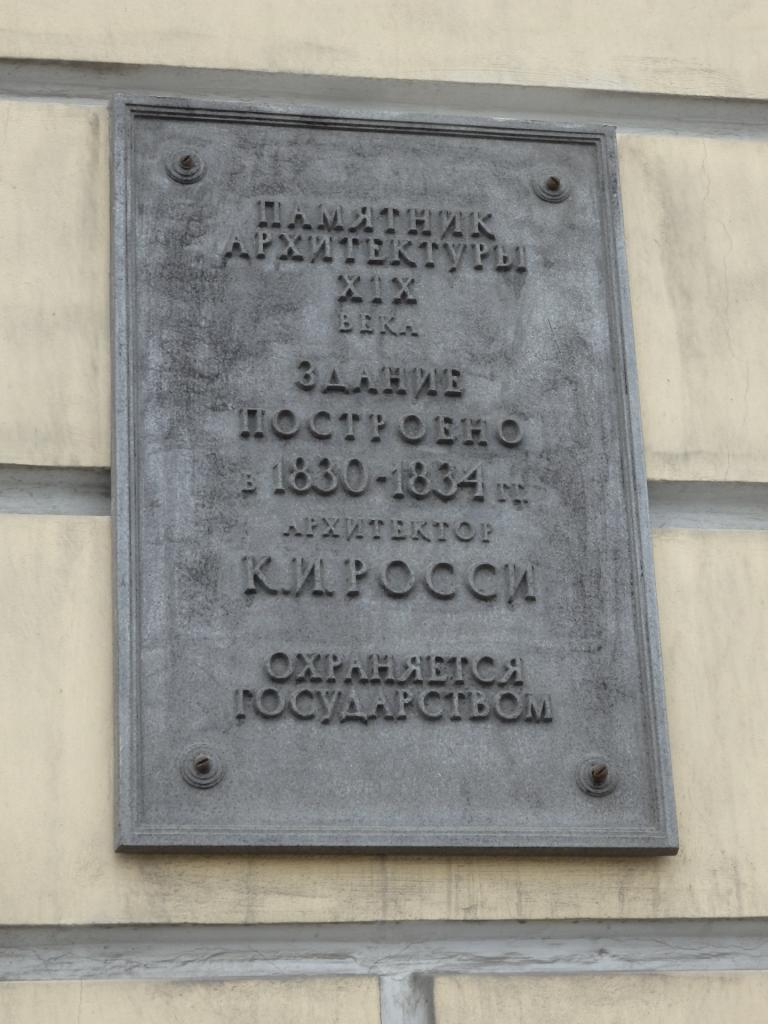 ПАМЯТНИК
АРХИТЕКТУРЫ
XIX
ВЕКА
ЗДАНИЕ
ПОСТРОЕНО
В 1830-1834 ГГ.
АРХИТЕКТОР
К.И.РОССИ
ОХРАНЯЕТСЯ
ГОСУДАРСТВОМ